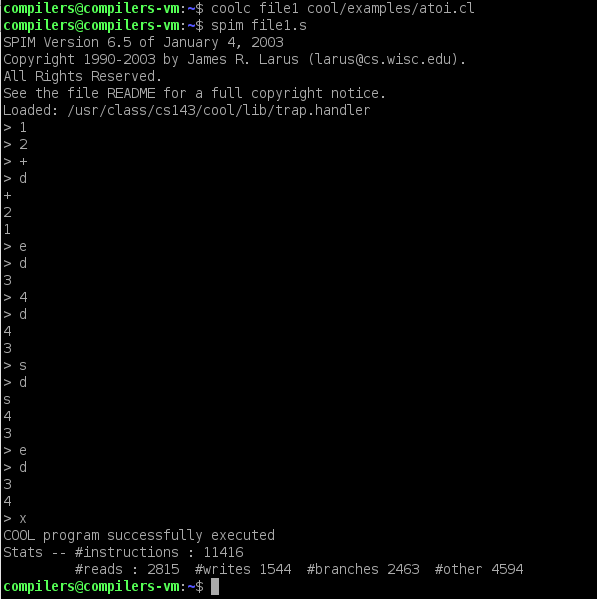 compilers@compilers-vm:~$ coolc file1 cool/examples/atoi.cl
compilers@compilers-vm:~$ spim file1.s
SPIM Version 6.5 of January 4, 2003
Copyright 1990-2003 by James R. Larus (larus@cs.wisc.edu).
All Rights Reserved.
See the file README for a full copyright notice.
Loaded: /usr/class/cs143/cool/lib/trap.handler
> 1
> 2
> +
> d
+
2
1
> e
> d
3
> 4
> d
4
3
> s
> d
s
4
3
> e
> d
3
4
> x
COOL program successfully executed
Stats -- #instructions : 11416
         #reads : 2815  #writes 1544  #branches 2463  #other 4594
compilers@compilers-vm:~$